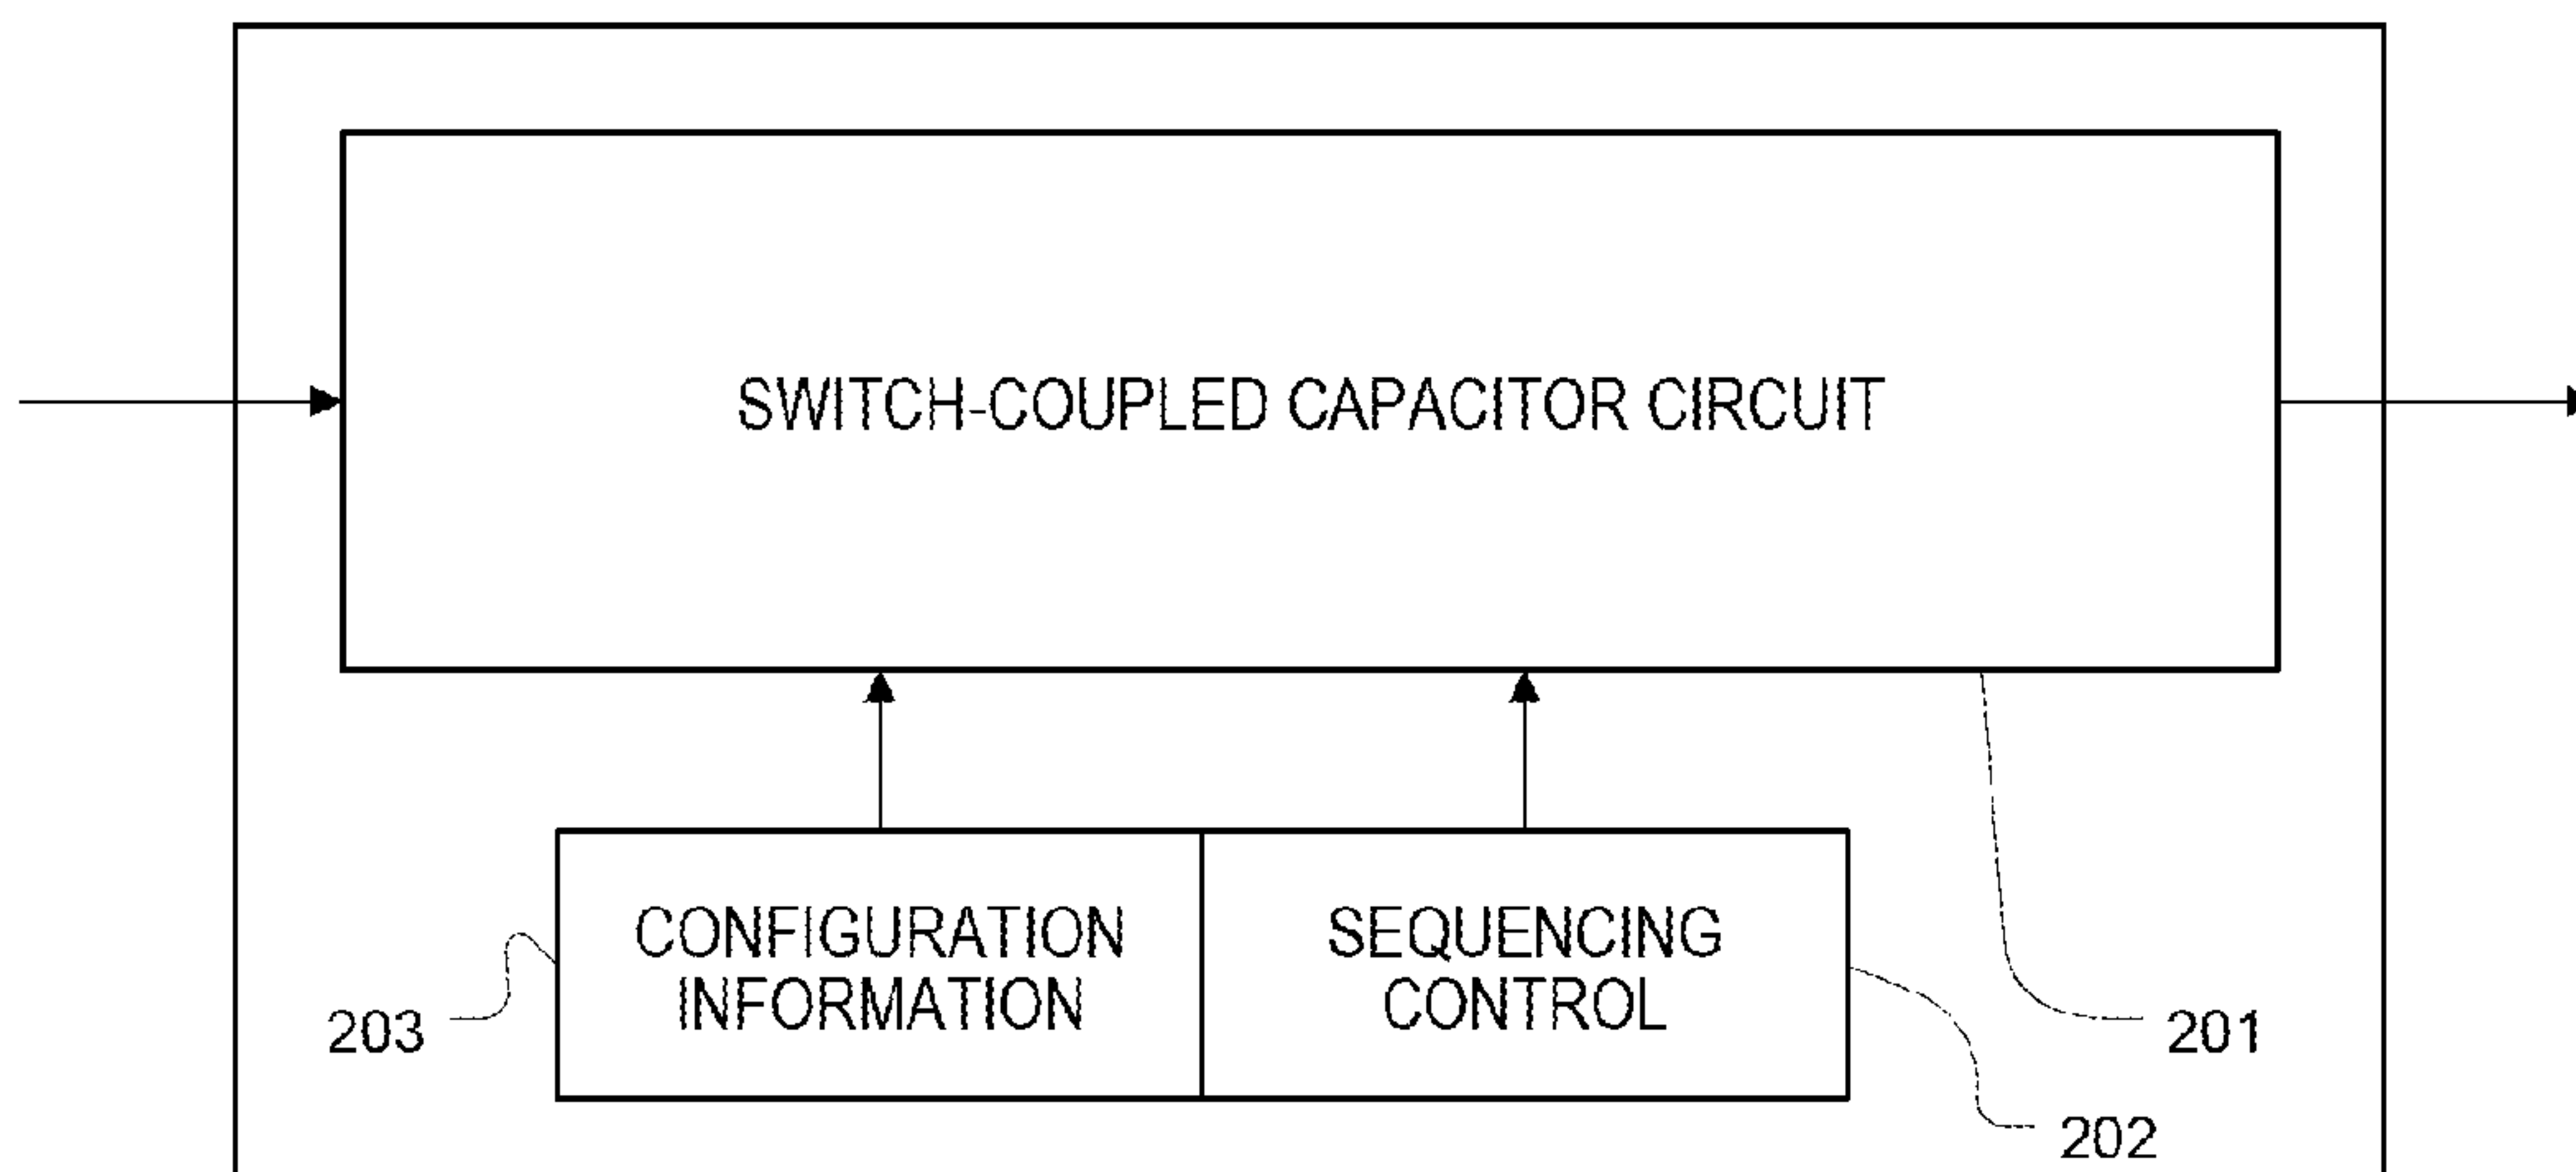 SWITCH-COUPLED CAPACITOR CIRCUIT
CONFIGURATION
INFORMATION
SEQUENCING
CONTROL
203
201
202